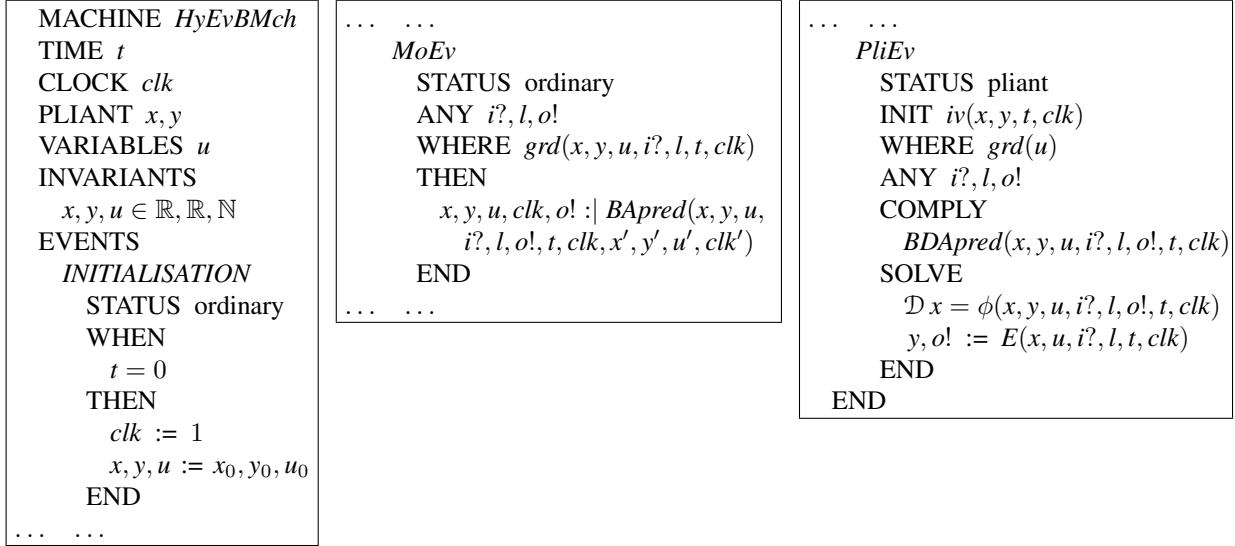 MACHINE HyEvBMch
TIME t
CLOCK clk
PLIANT x, y
VARIABLES u
INVARIANTS
x, y, u ∈ ℝ, ℝ, ℕ
EVENTS
INITIALISATION
STATUS ordinary
WHEN
t = 0
THEN
clk := 1
x, y, u := x₀, y₀, u₀
END
... ...
... ...
MoEv
STATUS ordinary
ANY i?, l, o!
WHERE grd(x, y, u, i?, l, t, clk)
THEN
x, y, u, clk, o! :| BApred(x, y, u,
i?, l, o!, t, clk, x′, y′, u′, clk′)
END
... ...
... ...
PliEv
STATUS pliant
INIT iv(x, y, t, clk)
WHERE grd(u)
ANY i?, l, o!
COMPLY
BDApred(x, y, u, i?, l, o!, t, clk)
SOLVE
𝒟 x = ϕ(x, y, u, i?, l, o!, t, clk)
y, o! := E(x, u, i?, l, t, clk)
END
END